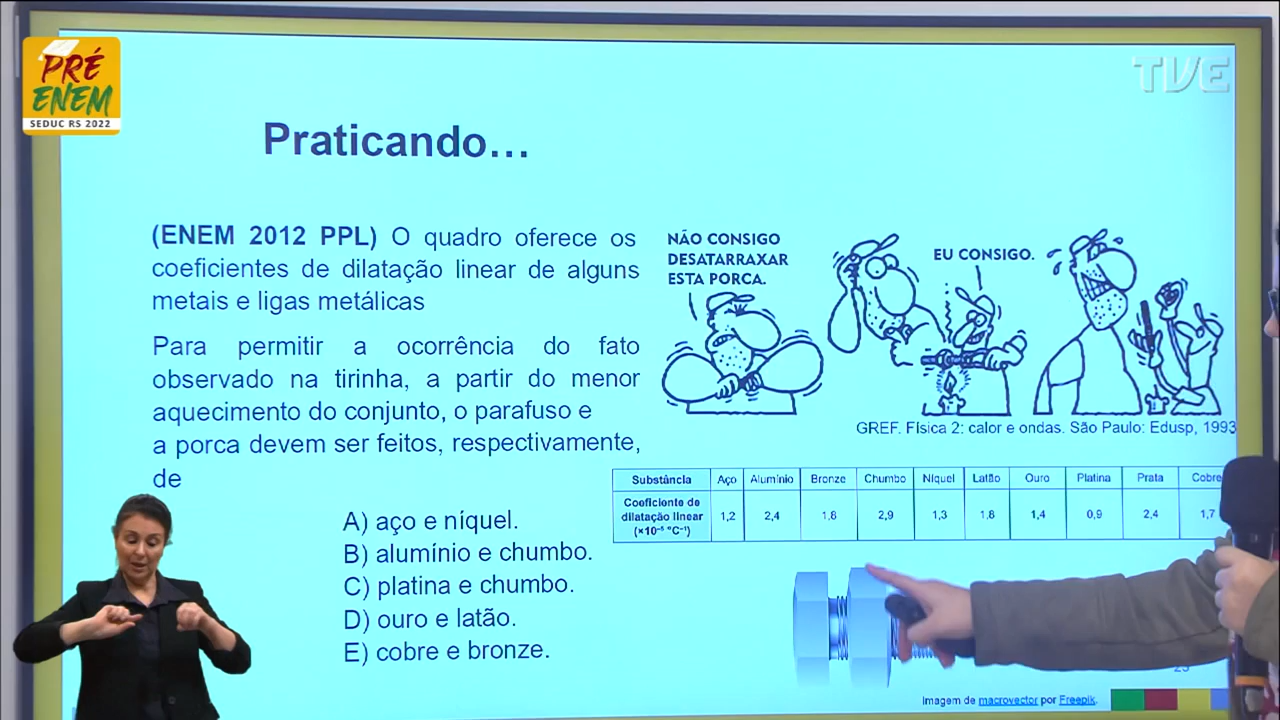 PRÉ
ENEM
SEDUC RS 2022
TVE
Praticando...
(ENEM 2012 PPL) O quadro oferece os
coeficientes de dilatação linear de alguns
metais e ligas metálicas
Para permitir a ocorrência do fato
observado na tirinha, a partir do menor
aquecimento do conjunto, o parafuso e
a porca devem ser feitos, respectivamente,
de
A) aço e níquel.
B) alumínio e chumbo.
C) platina e chumbo.
D) ouro e latão.
E) cobre e bronze.
NÃO CONSIGO
DESATARRAXAR
ESTA PORCA.
EU CONSIGO.
GREF. Física 2: calor e ondas. São Paulo: Edusp, 1993
Substância Aço Alumínio Bronze Chumbo Níquel Latão Ouro Platina Prata Cobre
Coeficiente de
dilatação linear 1,2 2,4 1,8 2,9 1,3 1,8 1,4 0,9 2,4 1,7
(×10⁻⁵ °C⁻¹)
Imagem de macrovector por Freepik.